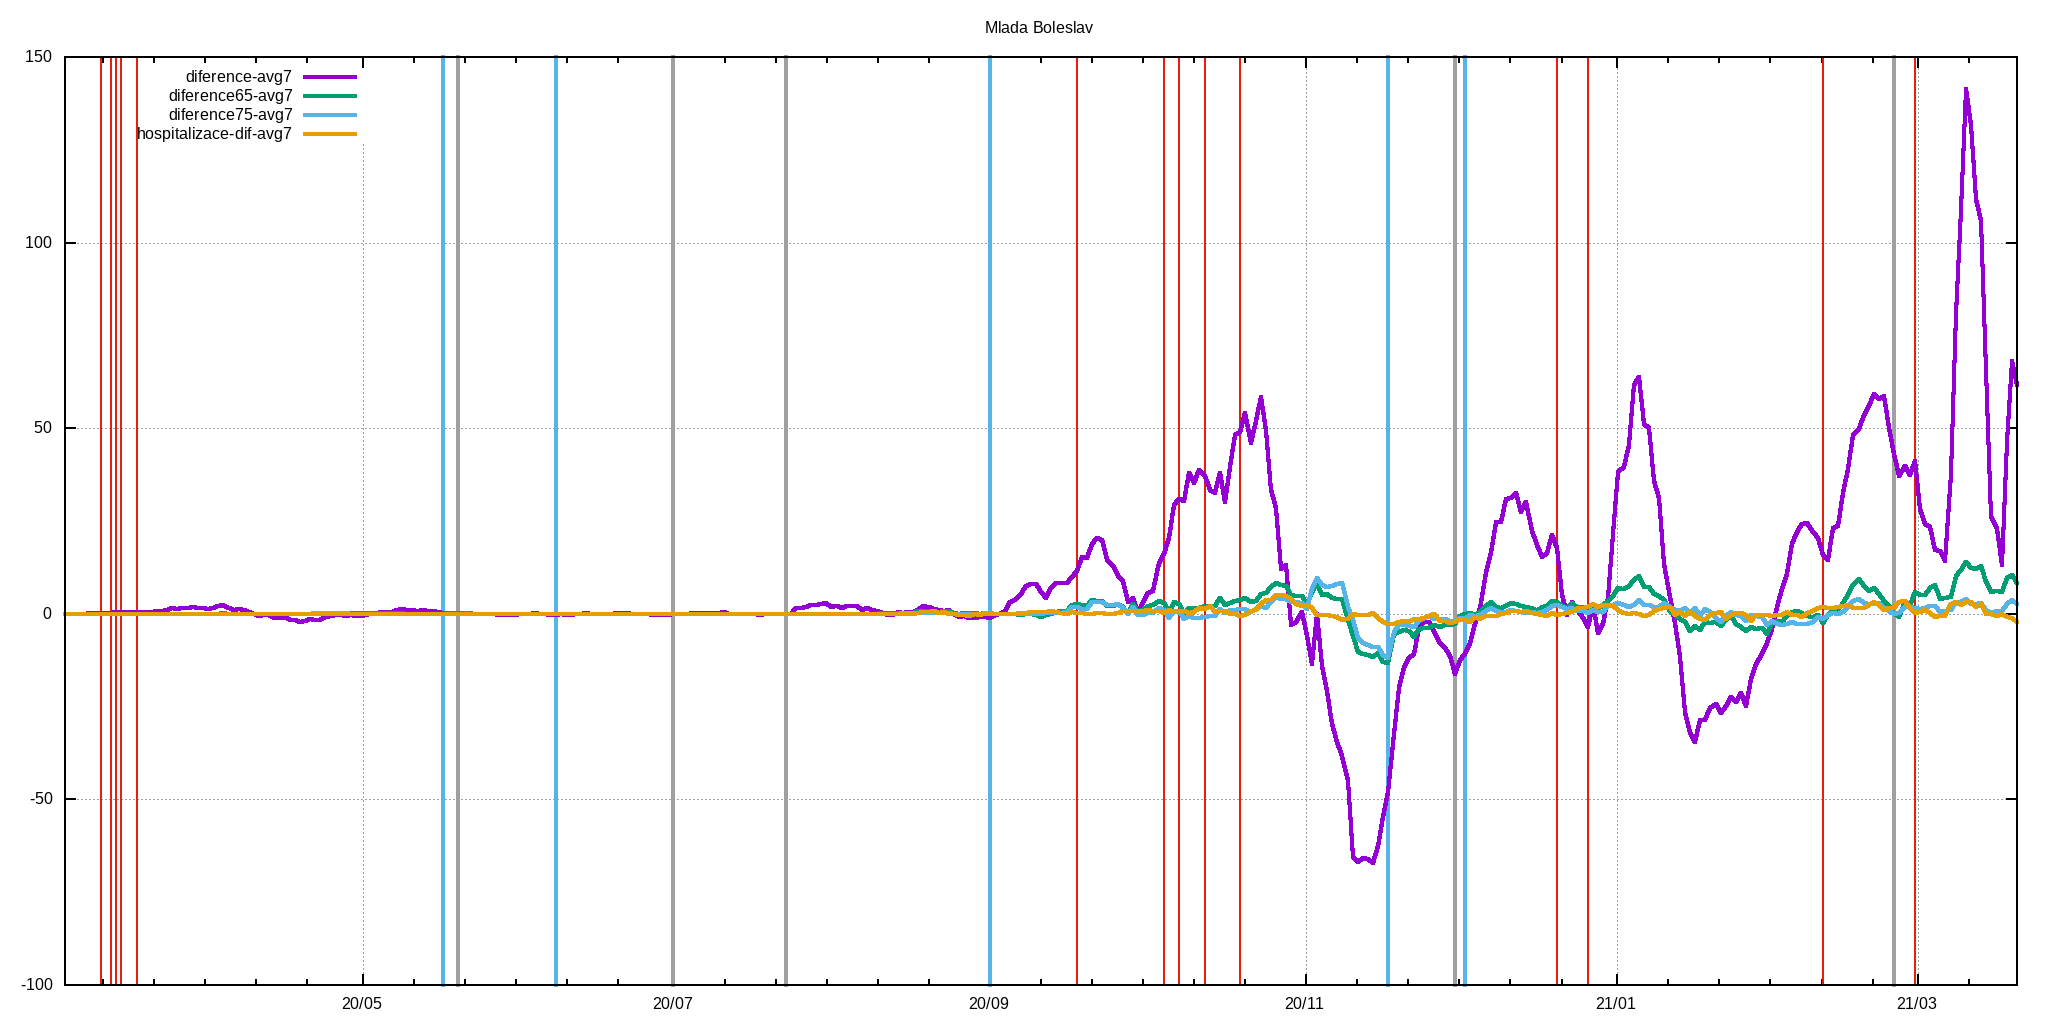 Mlada Boleslav
150
diference-avg7
diference65-avg7
diference75-avg7
hospitalizace-dif-avg7
100
50
0
-50
-100
20/05 20/07 20/09 20/11 21/01 21/03